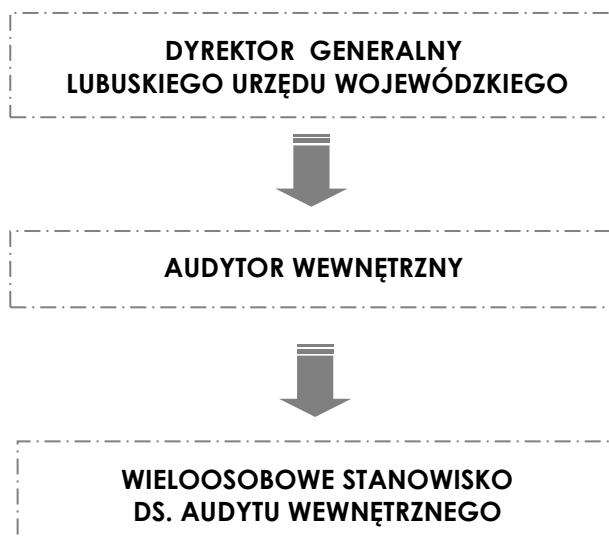 DYREKTOR GENERALNY
LUBUSKIEGO URZĘDU WOJEWÓDZKIEGO
AUDYTOR WEWNĘTRZNY
WIELOOSOBOWE STANOWISKO
DS. AUDYTU WEWNĘTRZNEGO